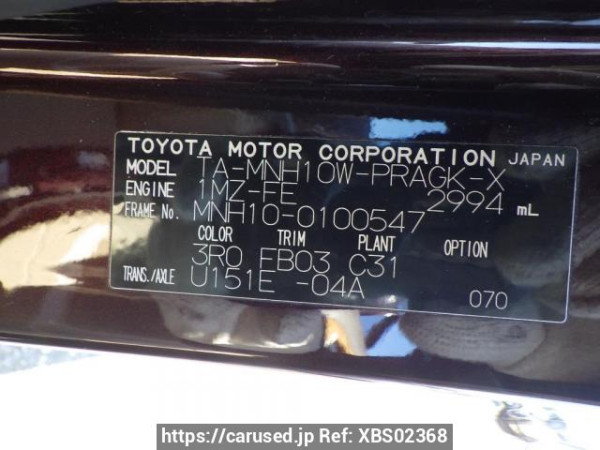 TOYOTA MOTOR CORPORATION JAPAN
MODEL TA-MNH10W-PRAGK-X
ENGINE 1MZ-FE 2994 mL
FRAME No. MNH10-0100547
COLOR TRIM PLANT OPTION
3R0 FB03 C31
TRANS./AXLE U151E -04A 070
https://carused.jp Ref: XBS02368